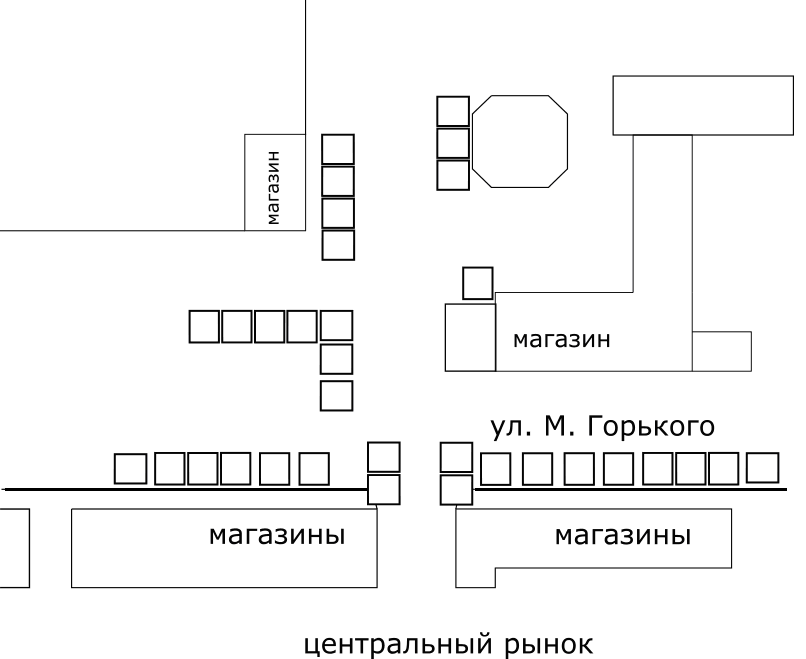 магазин
магазин
ул. М. Горького
магазины
магазины
центральный рынок